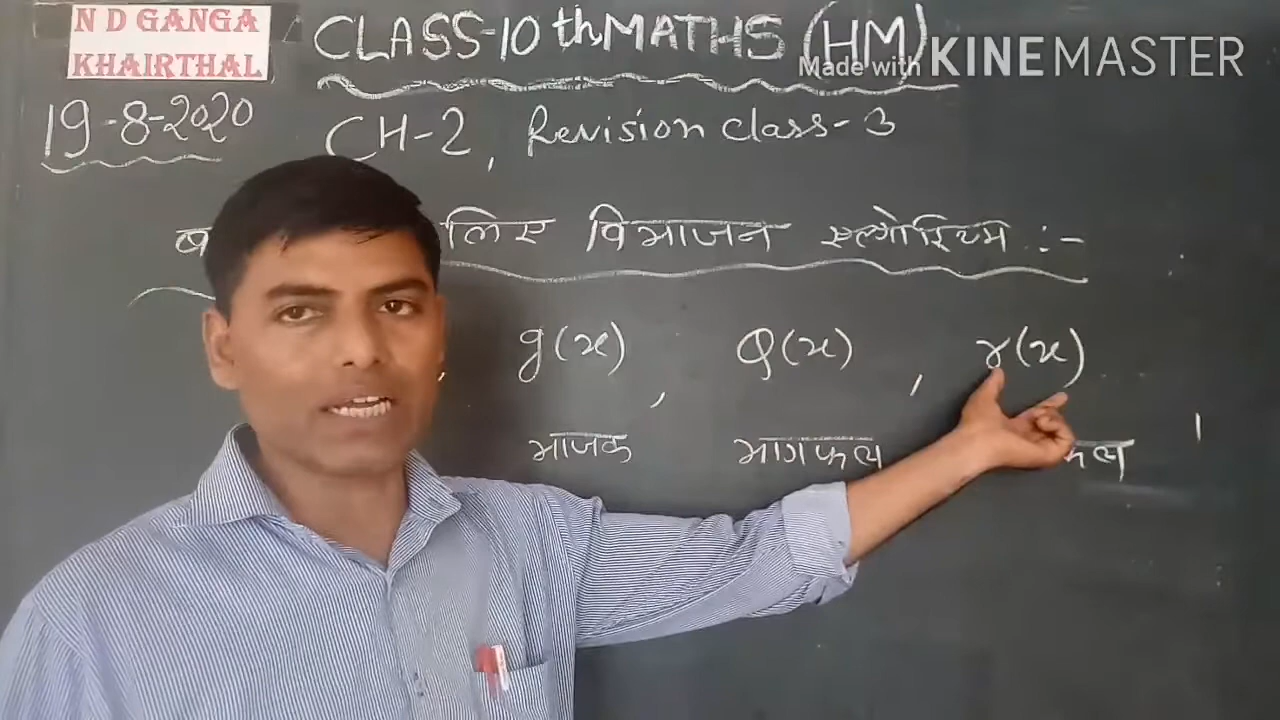 N D GANGA
KHAIRTHAL
CLASS-10 th MATHS (HM)
Made with KINEMASTER
19-8-2020
CH-2, Revision class-3
लिए विभाजन एल्गोरिथ्म :-
, g(x), Q(x), r(x)
भाजक भागफल